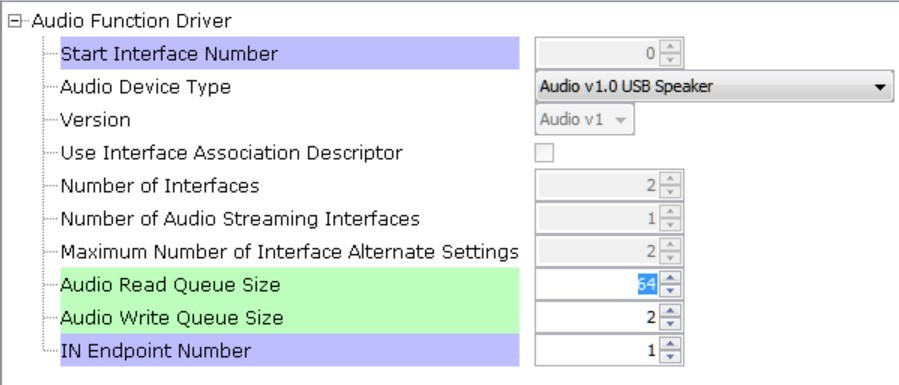 Audio Function Driver
Start Interface Number 0
Audio Device Type Audio v1.0 USB Speaker
Version Audio v1
Use Interface Association Descriptor
Number of Interfaces 2
Number of Audio Streaming Interfaces 1
Maximum Number of Interface Alternate Settings 2
Audio Read Queue Size 64
Audio Write Queue Size 2
IN Endpoint Number 1